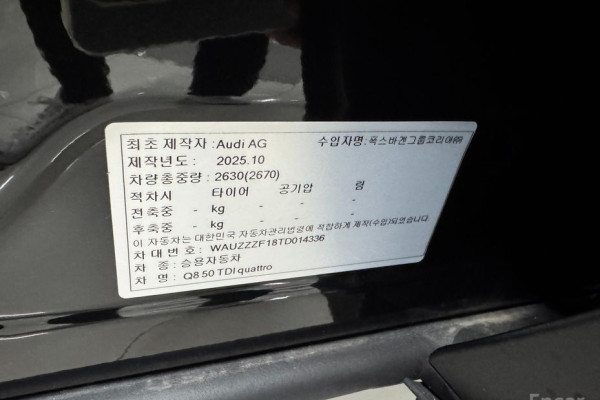 최초 제작자 : Audi AG 수입자명 : 폭스바겐그룹코리아㈜
제작년도 : 2025.10
차량총중량 : 2630(2670)
적차시 타이어 공기압 림
전축중 - kg - - -
후축중 - kg - - -
이 자동차는 대한민국 자동차관리법령에 적합하게 제작(수입)되었습니다
차 대 번 호 : WAUZZZF18TD014336
차 종 : 승용자동차
차 명 : Q8 50 TDI quattro
Encar